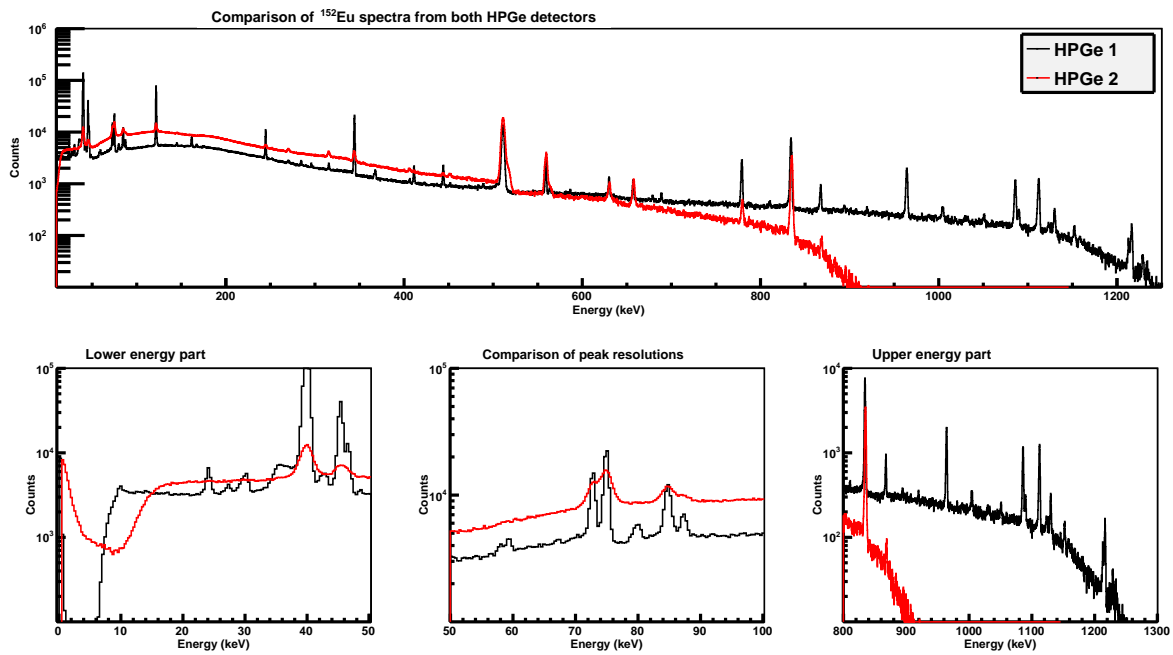 Comparison of ¹⁵²Eu spectra from both HPGe detectors
10⁶
10⁵
10⁴
10³
10²
Counts
HPGe 1
HPGe 2
200 400 600 800 1000 1200
Energy (keV)
Lower energy part
10⁵
10⁴
10³
Counts
0 10 20 30 40 50
Energy (keV)
Comparison of peak resolutions
10⁵
10⁴
Counts
50 60 70 80 90 100
Energy (keV)
Upper energy part
10⁴
10³
10²
Counts
800 900 1000 1100 1200 1300
Energy (keV)